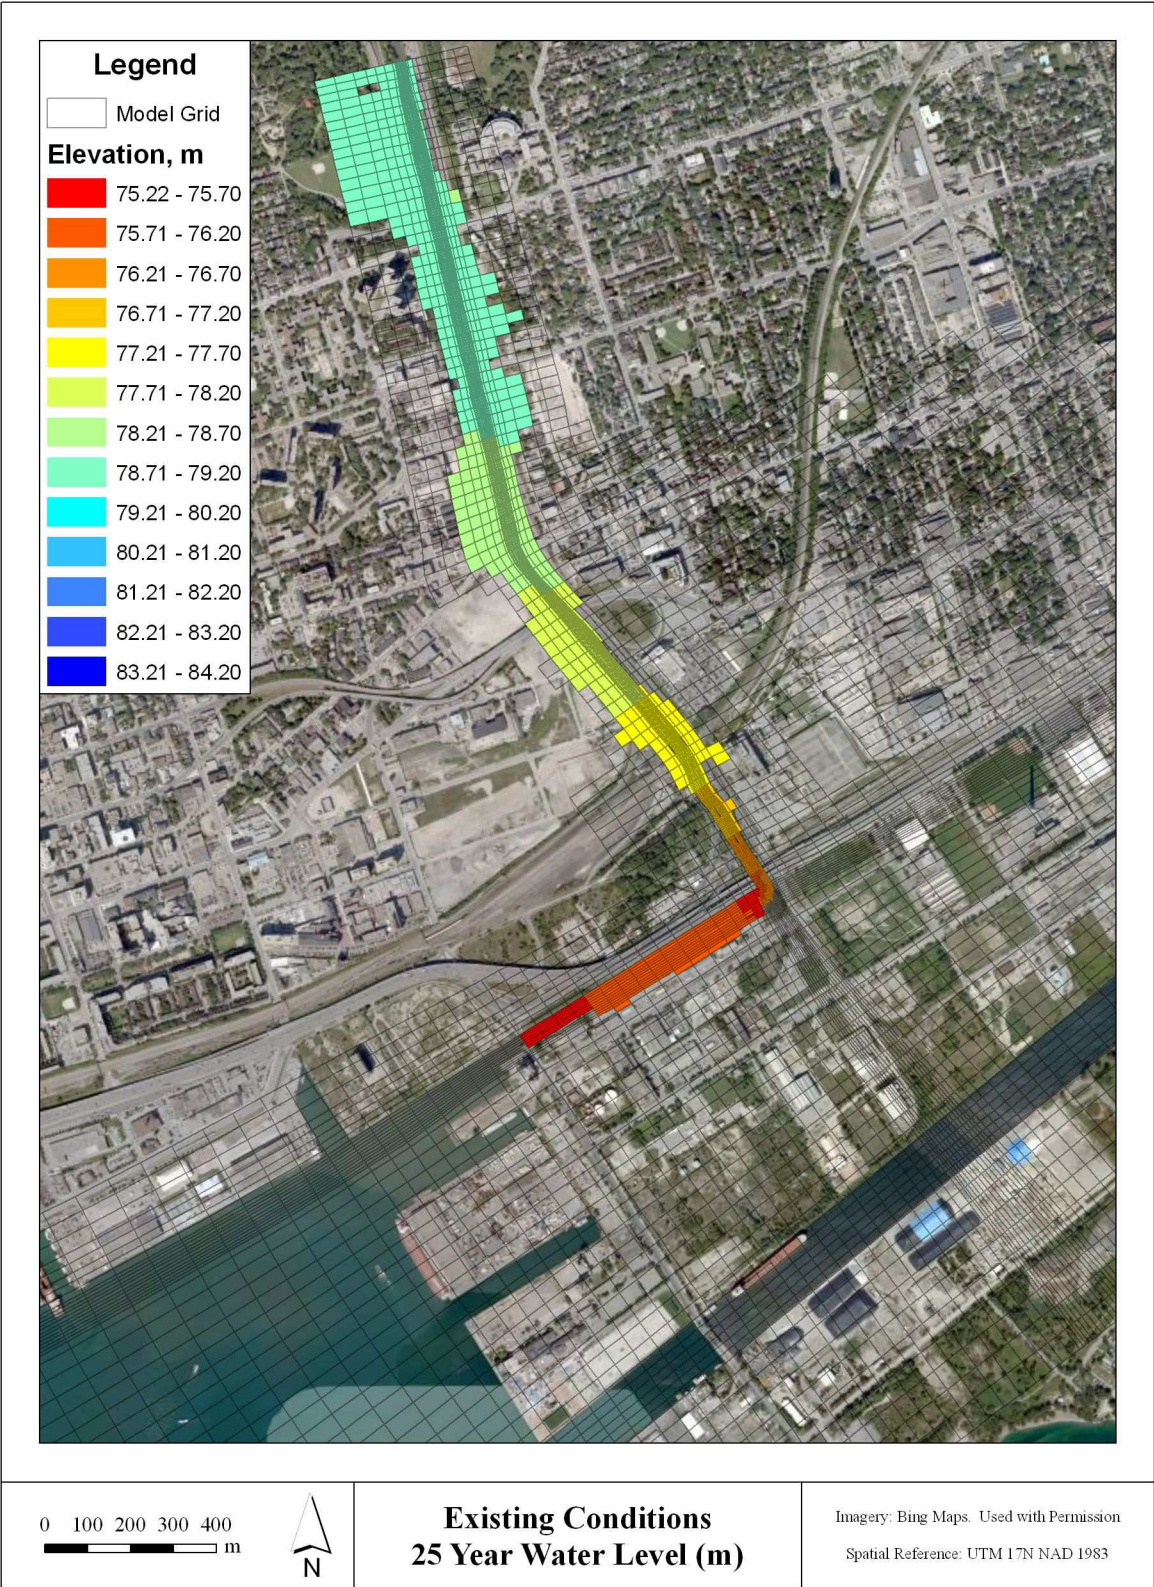 Legend
Model Grid
Elevation, m
75.22 - 75.70
75.71 - 76.20
76.21 - 76.70
76.71 - 77.20
77.21 - 77.70
77.71 - 78.20
78.21 - 78.70
78.71 - 79.20
79.21 - 80.20
80.21 - 81.20
81.21 - 82.20
82.21 - 83.20
83.21 - 84.20
0 100 200 300 400
m
N
Existing Conditions
25 Year Water Level (m)
Imagery: Bing Maps. Used with Permission
Spatial Reference: UTM 17N NAD 1983